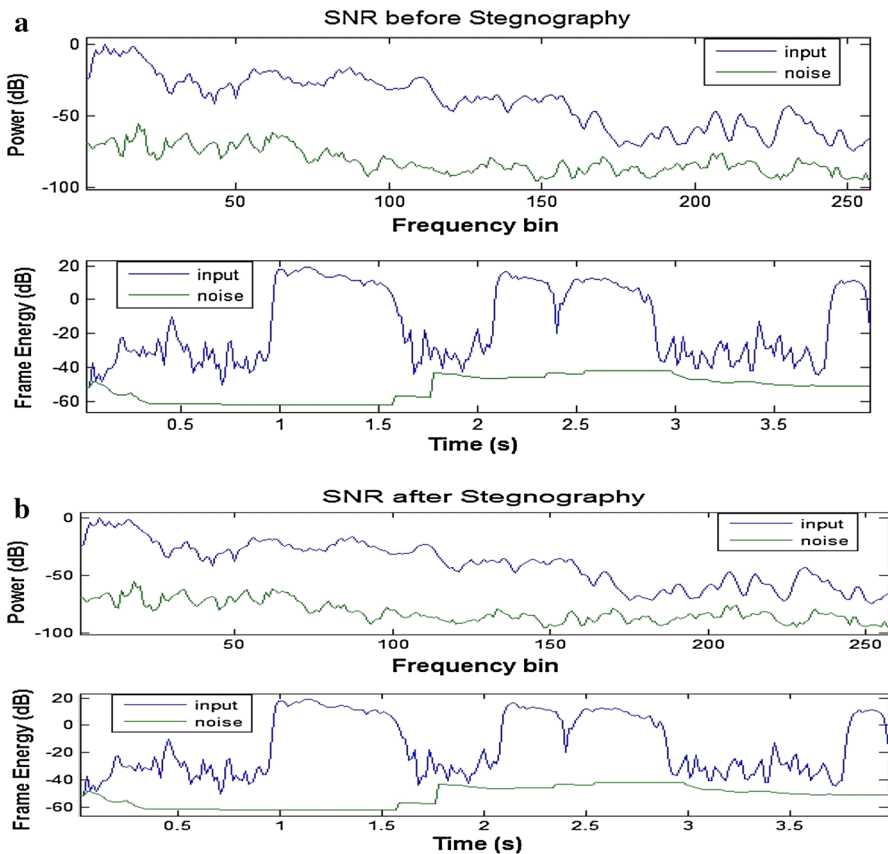 a
SNR before Stegnography
0
-50
-100
Power (dB)
input
noise
50 100 150 200 250
Frequency bin
20
0
-20
-40
-60
Frame Energy (dB)
input
noise
0.5 1 1.5 2 2.5 3 3.5
Time (s)
b
SNR after Stegnography
0
-50
-100
Power (dB)
input
noise
50 100 150 200 250
Frequency bin
20
0
-20
-40
-60
Frame Energy (dB)
input
noise
0.5 1 1.5 2 2.5 3 3.5
Time (s)